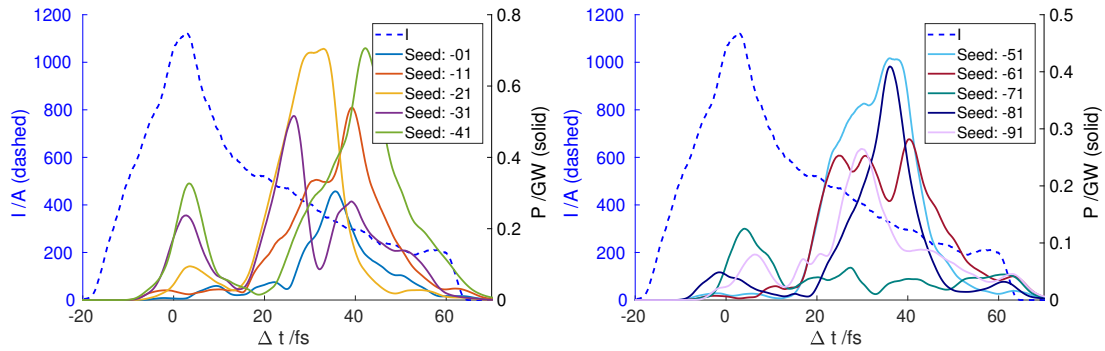 1200
1000
800
600
400
200
0
I /A (dashed)
0.8
0.6
0.4
0.2
0
P /GW (solid)
-20
0
20
40
60
Δ t /fs
I
Seed: -01
Seed: -11
Seed: -21
Seed: -31
Seed: -41
1200
1000
800
600
400
200
0
I /A (dashed)
0.5
0.4
0.3
0.2
0.1
0
P /GW (solid)
-20
0
20
40
60
Δ t /fs
I
Seed: -51
Seed: -61
Seed: -71
Seed: -81
Seed: -91